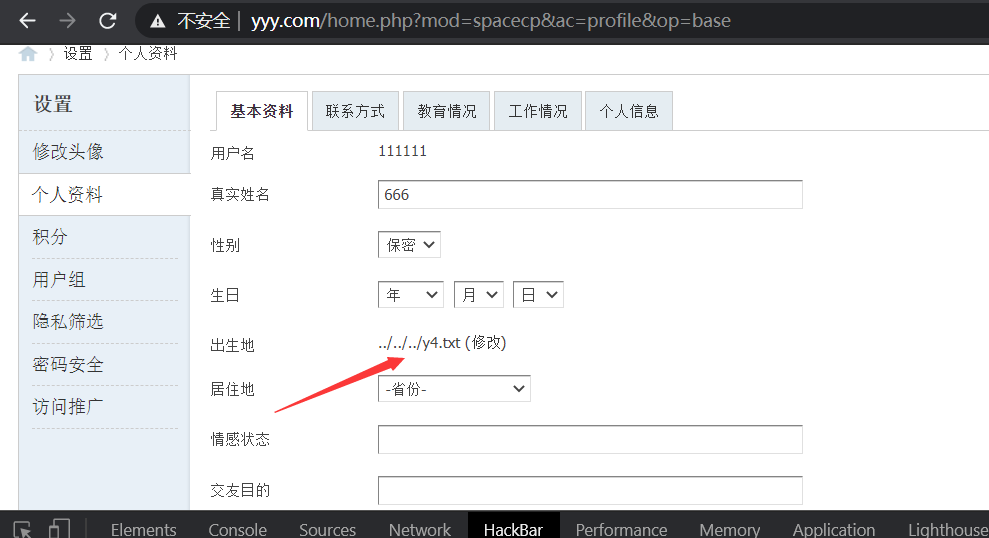 不安全 | yyy.com/home.php?mod=spacecp&ac=profile&op=base
设置 个人资料
设置
修改头像
个人资料
积分
用户组
隐私筛选
密码安全
访问推广
基本资料 联系方式 教育情况 工作情况 个人信息
用户名 111111
真实姓名 666
性别 保密
生日 年 月 日
出生地 ../../../y4.txt (修改)
居住地 -省份-
情感状态
交友目的
Elements Console Sources Network HackBar Performance Memory Application Lighthouse